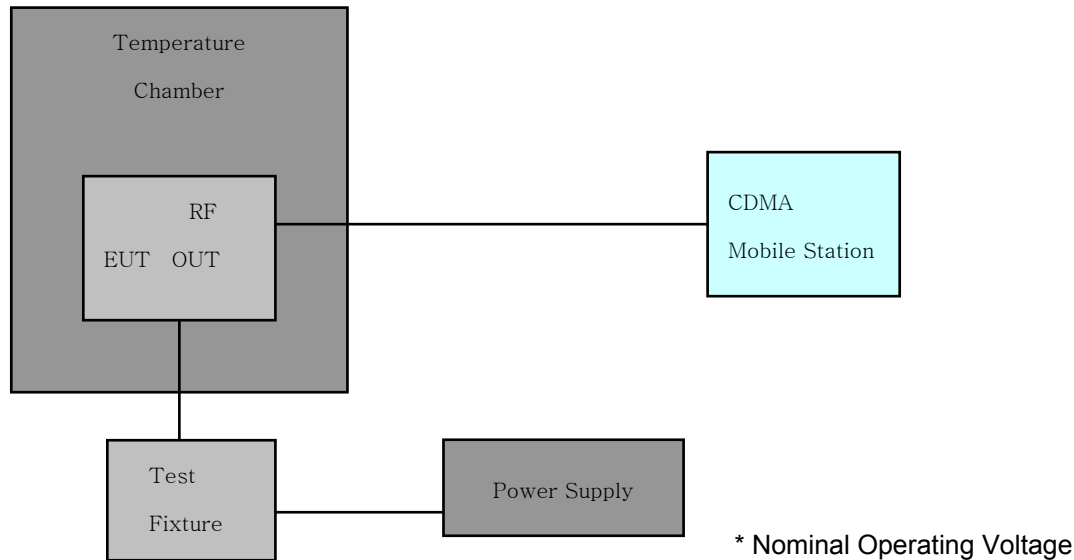 Temperature
Chamber
RF
EUT OUT
CDMA
Mobile Station
Test
Fixture
Power Supply
* Nominal Operating Voltage